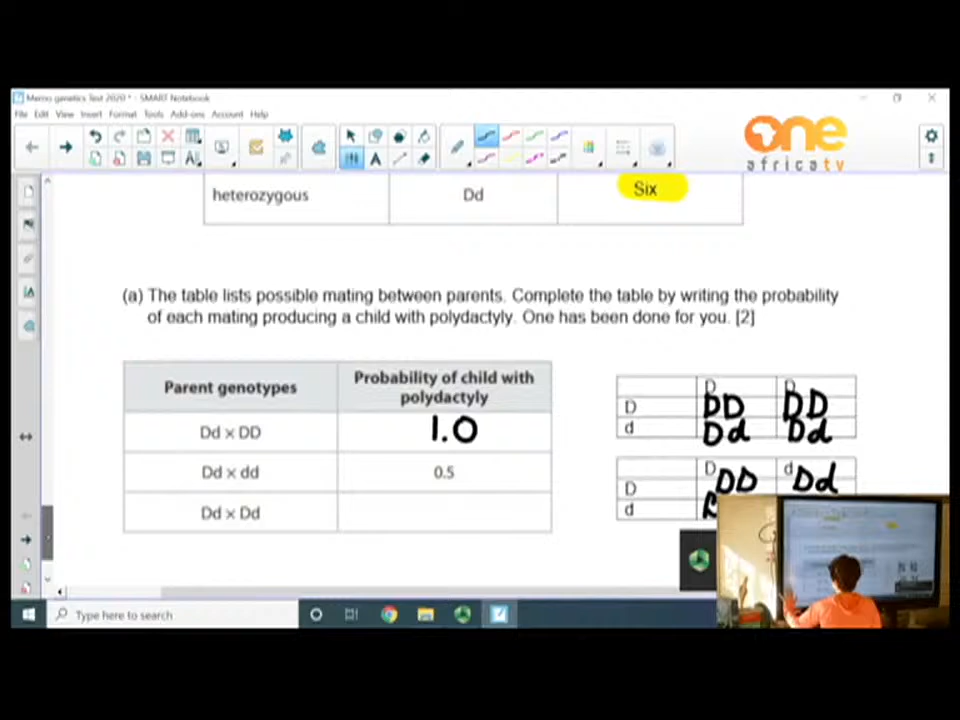 Memo genetics Test 2020 * - SMART Notebook
File Edit View Insert Format Tools Add-ons Account Help
one
africa tv
heterozygous Dd Six
(a) The table lists possible mating between parents. Complete the table by writing the probability
of each mating producing a child with polydactyly. One has been done for you. [2]
Parent genotypes Probability of child with
polydactyly
Dd × DD 1.0
Dd × dd 0.5
Dd × Dd
D D
D DD DD
d Dd Dd
D d
D DD Dd
d
Type here to search